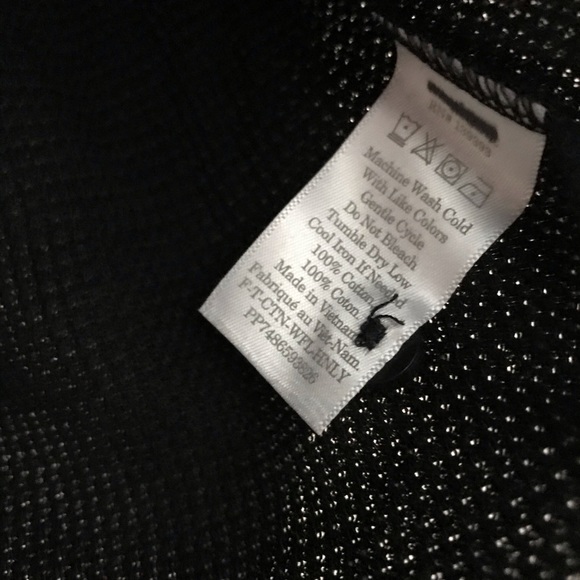 Machine Wash Cold
With Like Colors
Gentle Cycle
Do Not Bleach
Tumble Dry Low
Cool Iron If Needed
100% Cotton.
100% Coton.
Made in Vietnam
Fabriqué au Viet-Nam.
F-T-CTN-WFLHNLY